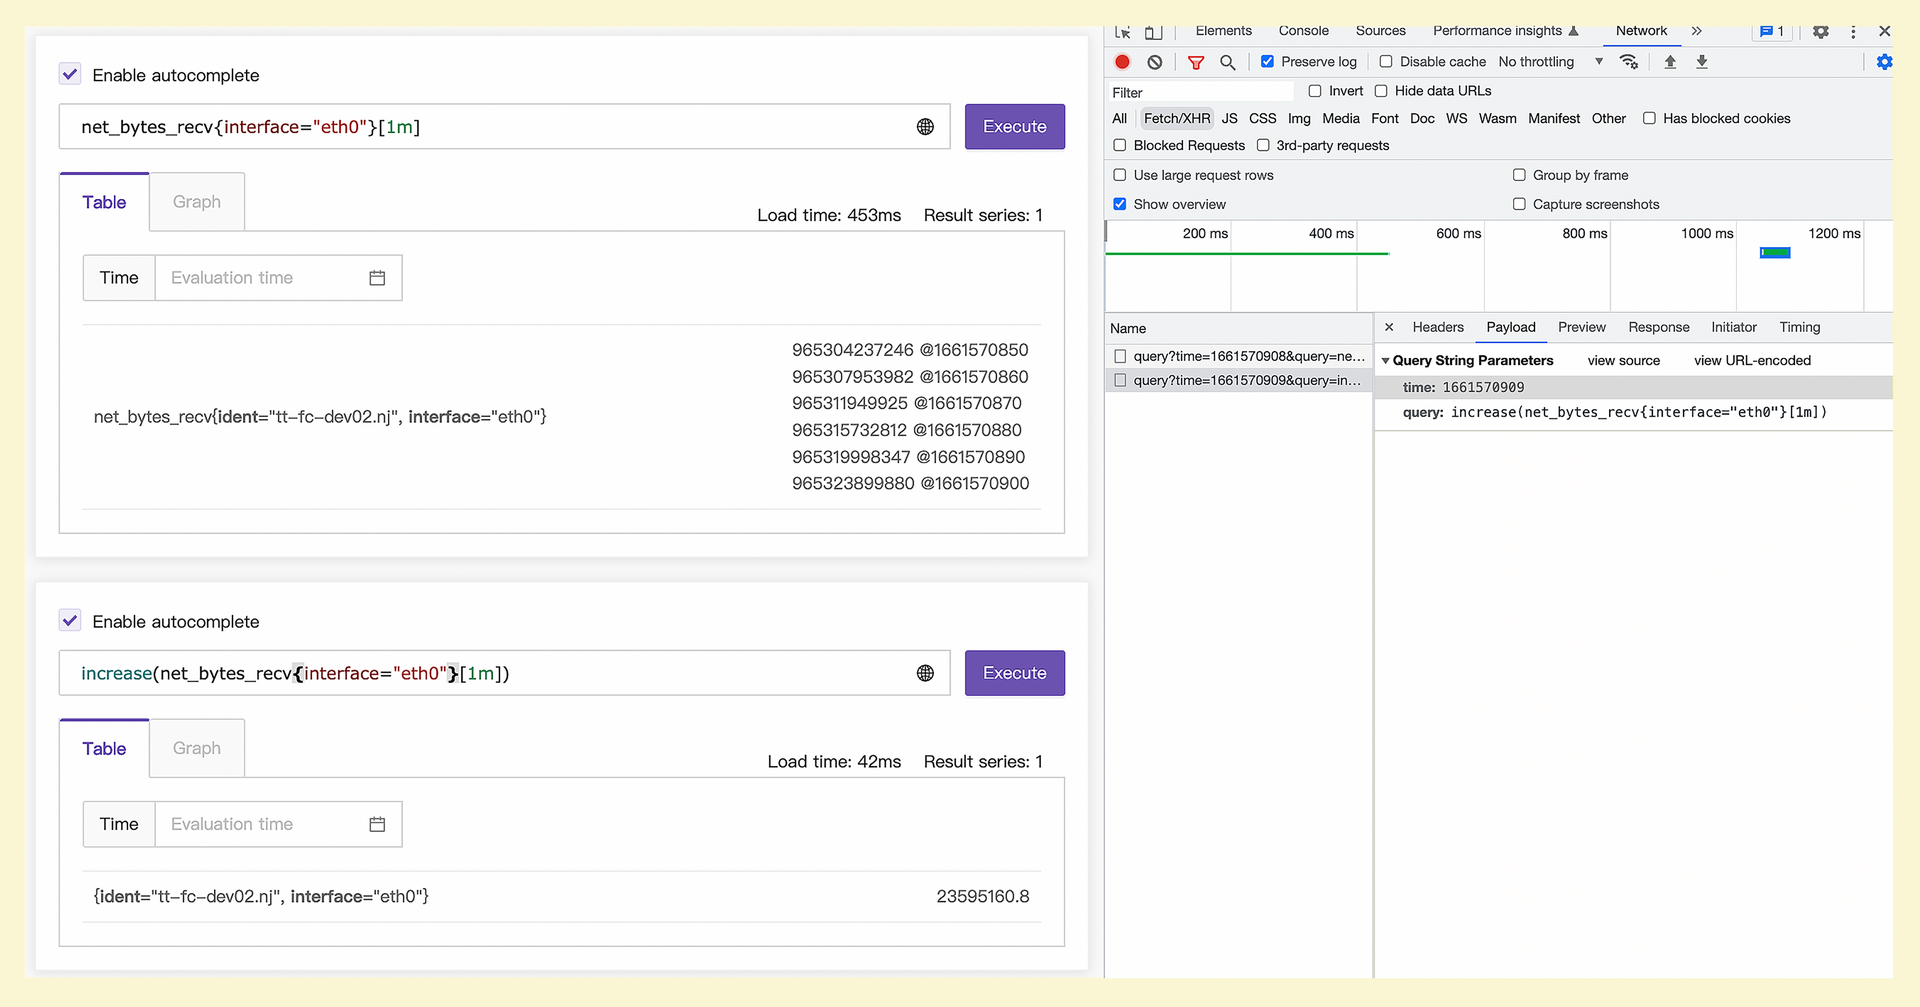 Enable autocomplete
net_bytes_recv{interface="eth0"}[1m]
Execute
Table
Graph
Load time: 453ms Result series: 1
Time
Evaluation time
965304237246 @1661570850
965307953982 @1661570860
965311949925 @1661570870
net_bytes_recv{ident="tt-fc-dev02.nj", interface="eth0"}
965315732812 @1661570880
965319998347 @1661570890
965323899880 @1661570900
Enable autocomplete
increase(net_bytes_recv{interface="eth0"}[1m])
Execute
Table
Graph
Load time: 42ms Result series: 1
Time
Evaluation time
{ident="tt-fc-dev02.nj", interface="eth0"}
23595160.8
Elements Console Sources Performance insights Network » 1
Preserve log Disable cache No throttling
Filter Invert Hide data URLs
All Fetch/XHR JS CSS Img Media Font Doc WS Wasm Manifest Other Has blocked cookies
Blocked Requests 3rd-party requests
Use large request rows Group by frame
Show overview Capture screenshots
200 ms 400 ms 600 ms 800 ms 1000 ms 1200 ms
Name
query?time=1661570908&query=ne...
query?time=1661570909&query=in...
Headers Payload Preview Response Initiator Timing
Query String Parameters view source view URL-encoded
time: 1661570909
query: increase(net_bytes_recv{interface="eth0"}[1m])